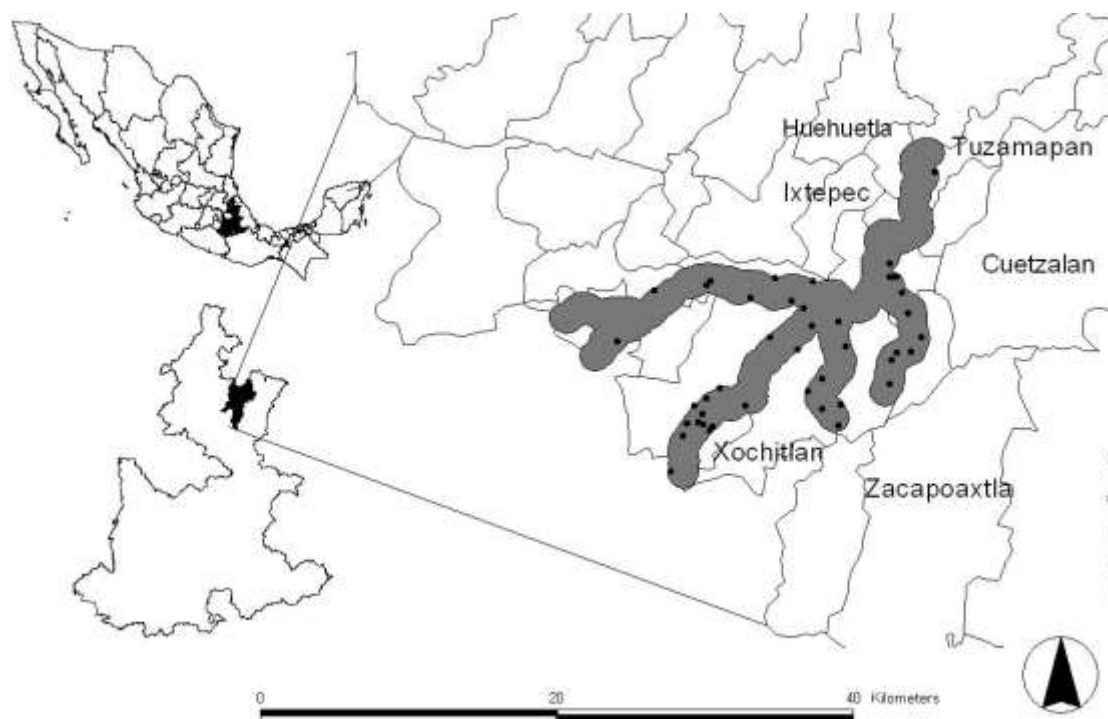 Huehuetla
Tuzamapan
Ixtepec
Cuetzalan
Xochitlan
Zacapoaxtla
0 20 40 Kilometers